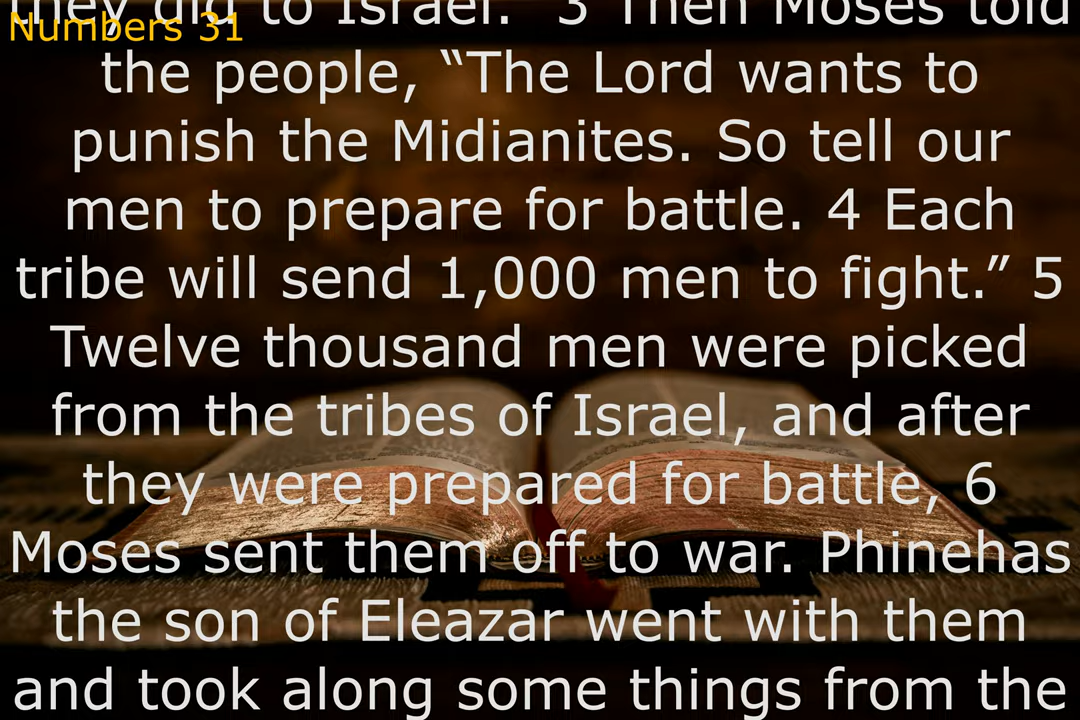 they did to Israel.” 3 Then Moses told
Numbers 31
the people, “The Lord wants to
punish the Midianites. So tell our
men to prepare for battle. 4 Each
tribe will send 1,000 men to fight.” 5
Twelve thousand men were picked
from the tribes of Israel, and after
they were prepared for battle, 6
Moses sent them off to war. Phinehas
the son of Eleazar went with them
and took along some things from the